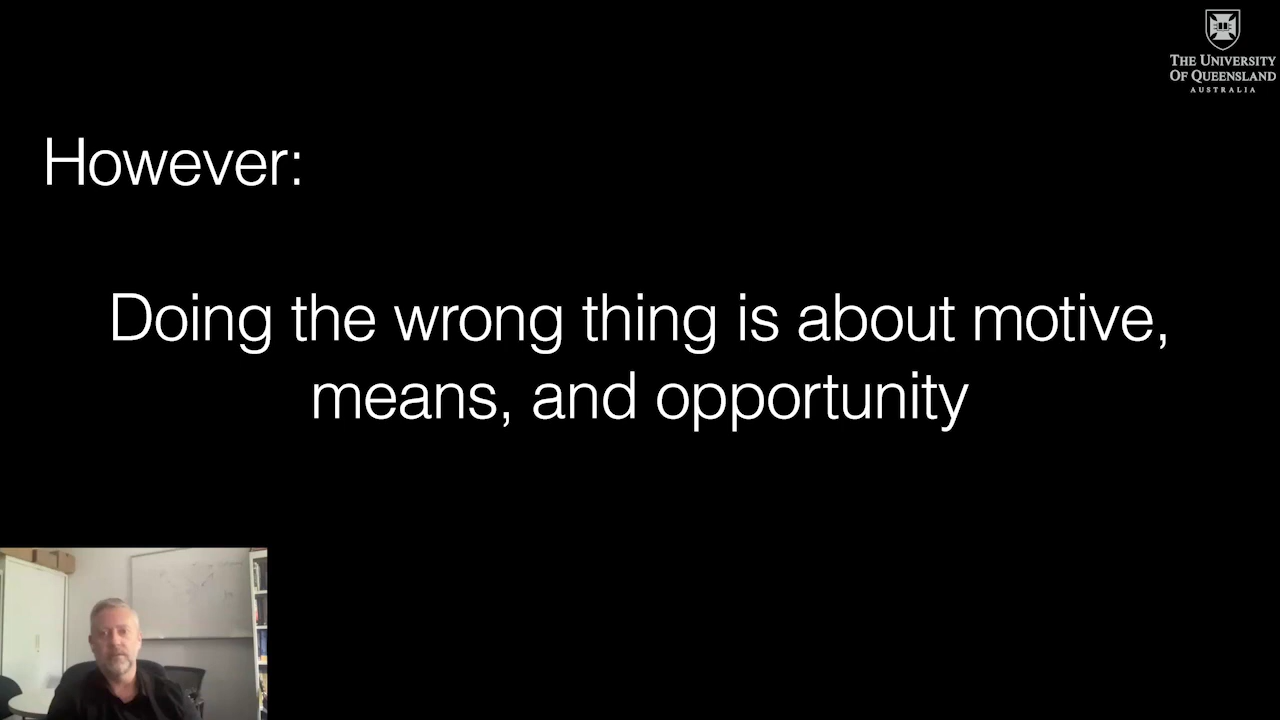 THE UNIVERSITY
OF QUEENSLAND
AUSTRALIA
However:
Doing the wrong thing is about motive,
means, and opportunity